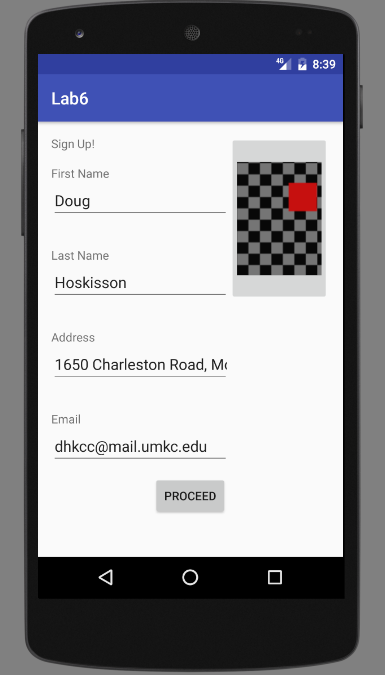 4G 8:39
Lab6
Sign Up!
First Name
Doug
Last Name
Hoskisson
Address
1650 Charleston Road, Mo
Email
dhkcc@mail.umkc.edu
PROCEED